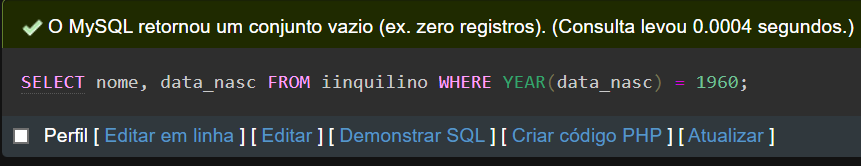 O MySQL retornou um conjunto vazio (ex. zero registros). (Consulta levou 0.0004 segundos.)
SELECT nome, data_nasc FROM iinquilino WHERE YEAR(data_nasc) = 1960;
Perfil [ Editar em linha ] [ Editar ] [ Demonstrar SQL ] [ Criar código PHP ] [ Atualizar ]